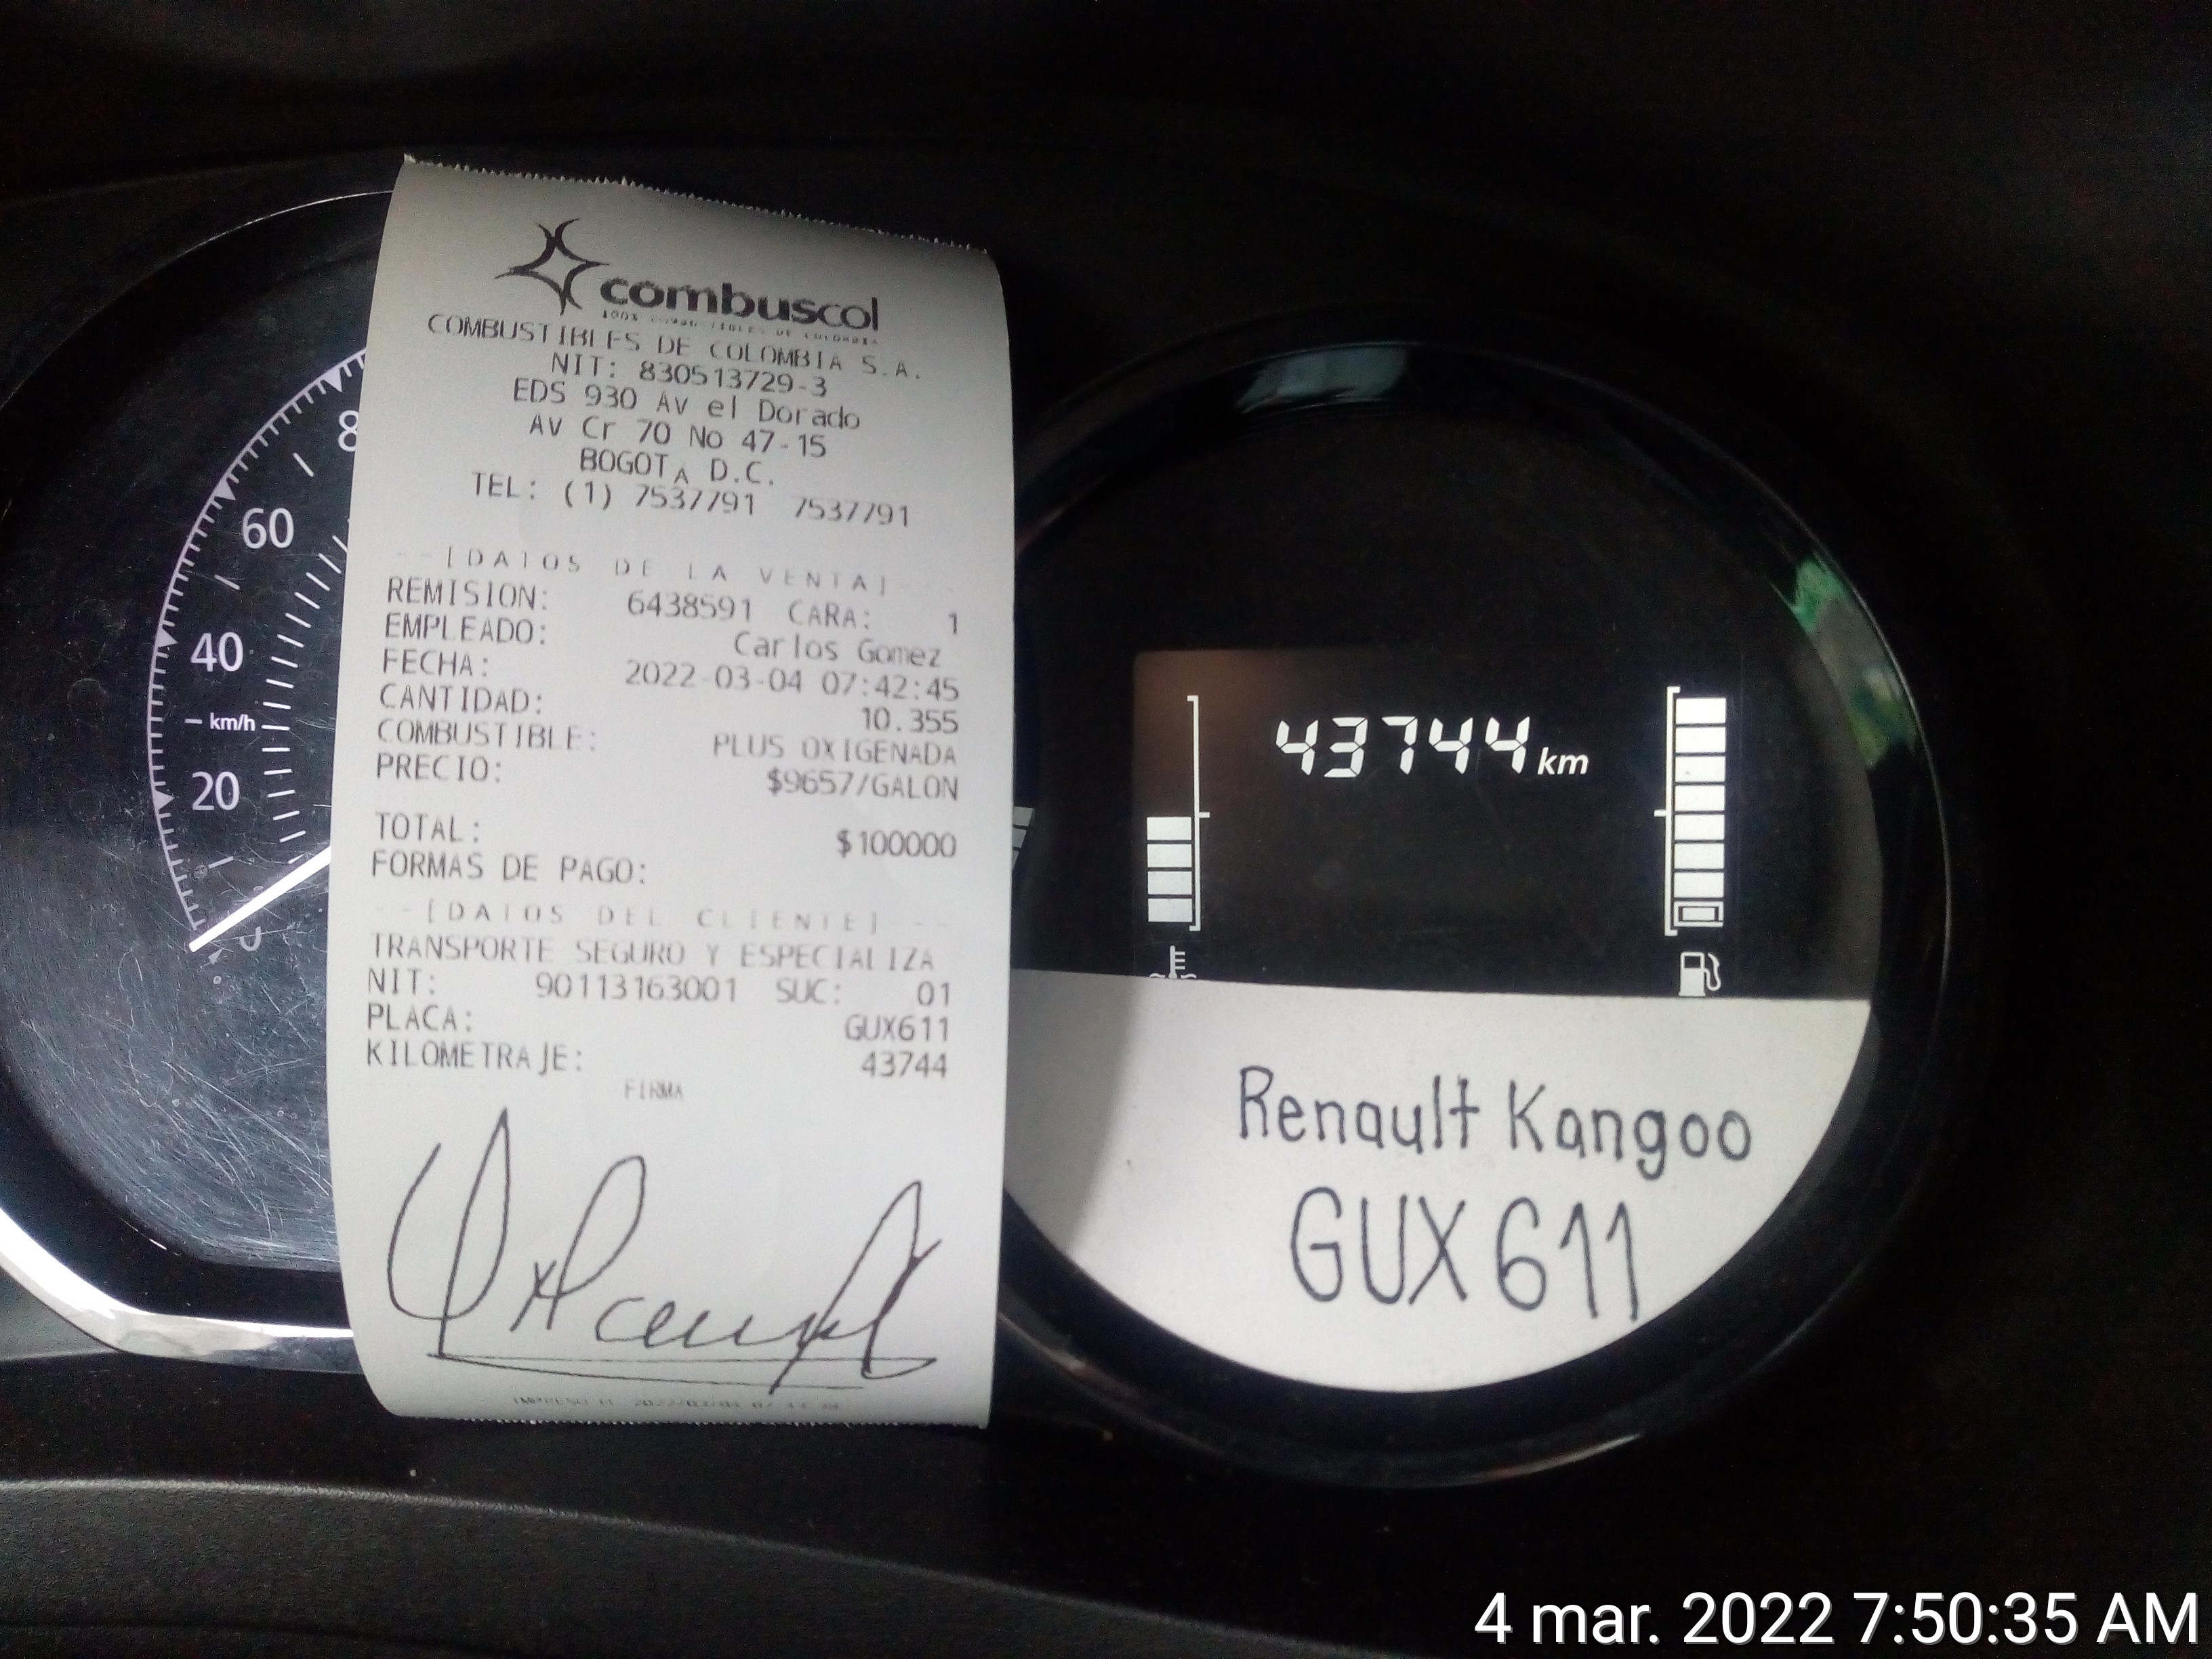 combuscol
COMBUSTIBLES DE COLOMBIA S.A.
NIT: 830513729-3
EDS 930 AV el Dorado
AV Cr 70 No 47-15
BOGOTA D.C.
TEL: (1) 7537791 7537791
--[DATOS DE LA VENTA]--
REMISION: 6438591 CARA: 1
EMPLEADO: Carlos Gomez
FECHA: 2022-03-04 07:42:45
CANTIDAD: 10.355
COMBUSTIBLE: PLUS OXIGENADA
PRECIO: $9657/GALON
TOTAL: $100000
FORMAS DE PAGO:
--[DATOS DEL CLIENTE]--
TRANSPORTE SEGURO Y ESPECIALIZA
NIT: 90113163001 SUC: 01
PLACA: GUX611
KILOMETRAJE: 43744
FIRMA
8
60
40
km/h
20
43744 km
Renault Kangoo
GUX611
4 mar. 2022 7:50:35 AM